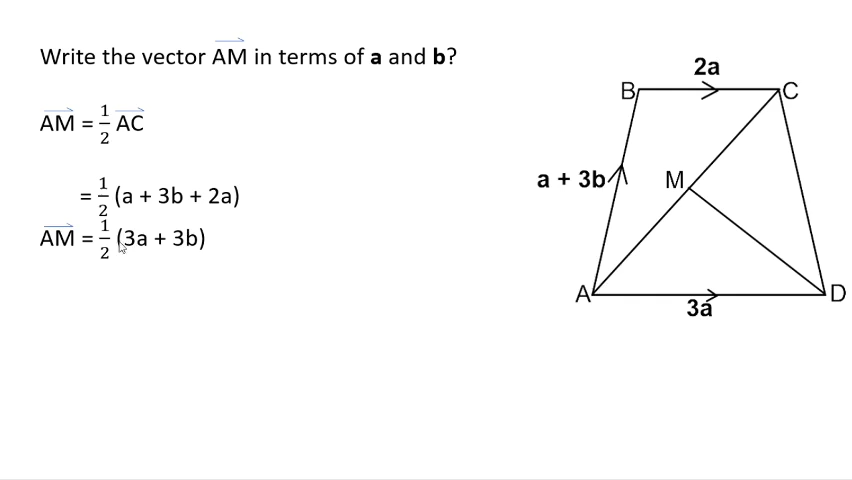 Write the vector AM in terms of a and b?
AM = 1/2 AC
= 1/2 (a + 3b + 2a)
AM = 1/2 (3a + 3b)
2a
B
C
a + 3b
M
A
D
3a